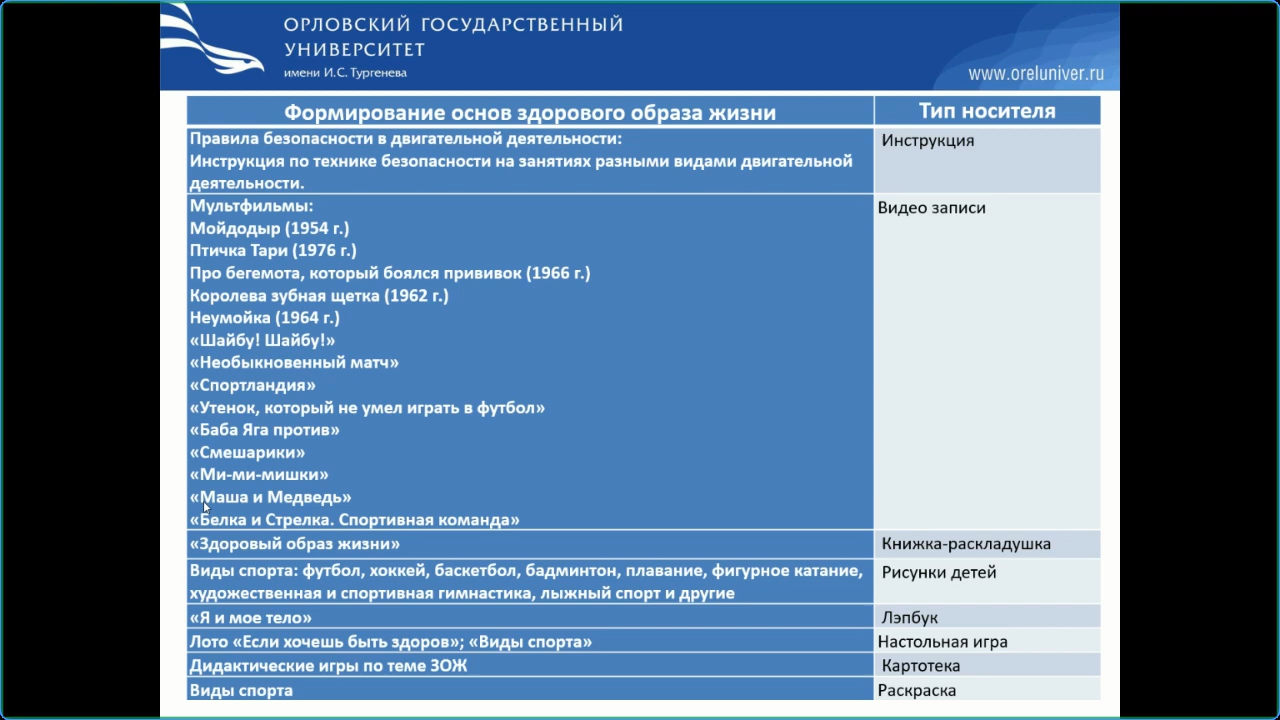 ОРЛОВСКИЙ ГОСУДАРСТВЕННЫЙ
УНИВЕРСИТЕТ
имени И.С. Тургенева
www.oreluniver.ru
Формирование основ здорового образа жизни
Тип носителя
Правила безопасности в двигательной деятельности:
Инструкция по технике безопасности на занятиях разными видами двигательной
деятельности.
Инструкция
Мультфильмы:
Мойдодыр (1954 г.)
Птичка Тари (1976 г.)
Про бегемота, который боялся прививок (1966 г.)
Королева зубная щетка (1962 г.)
Неумойка (1964 г.)
«Шайбу! Шайбу!»
«Необыкновенный матч»
«Спортландия»
«Утенок, который не умел играть в футбол»
«Баба Яга против»
«Смешарики»
«Ми-ми-мишки»
«Маша и Медведь»
«Белка и Стрелка. Спортивная команда»
Видео записи
«Здоровый образ жизни»
Книжка-раскладушка
Виды спорта: футбол, хоккей, баскетбол, бадминтон, плавание, фигурное катание,
художественная и спортивная гимнастика, лыжный спорт и другие
Рисунки детей
«Я и мое тело»
Лэпбук
Лото «Если хочешь быть здоров»; «Виды спорта»
Настольная игра
Дидактические игры по теме ЗОЖ
Картотека
Виды спорта
Раскраска